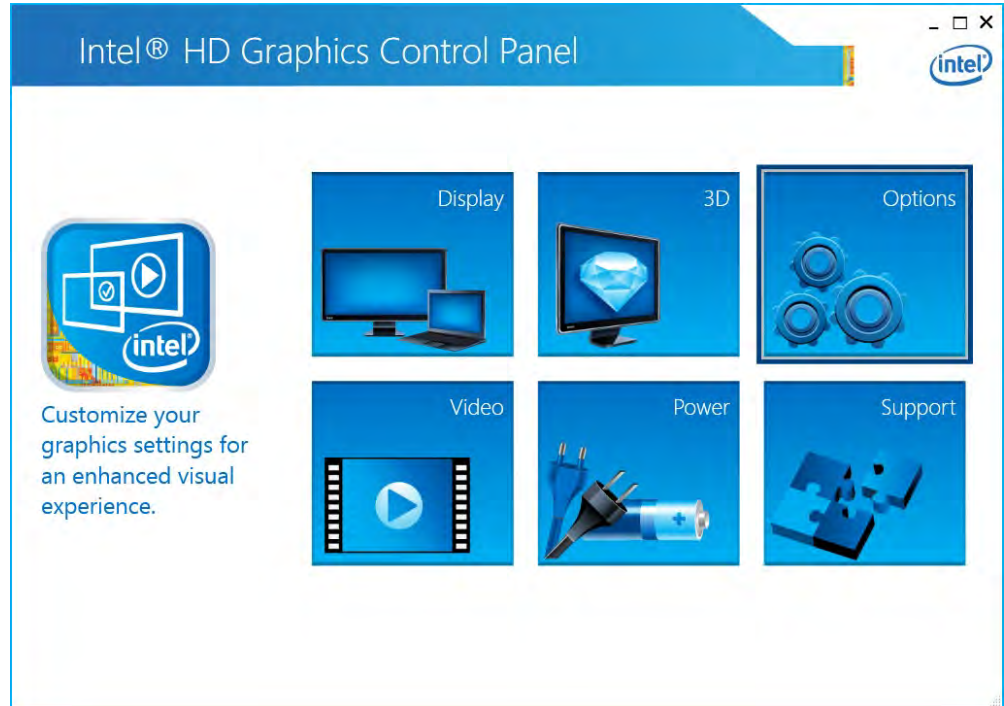 Intel® HD Graphics Control Panel
intel
Display
3D
Options
intel
Customize your
graphics settings for
an enhanced visual
experience.
Video
Power
Support